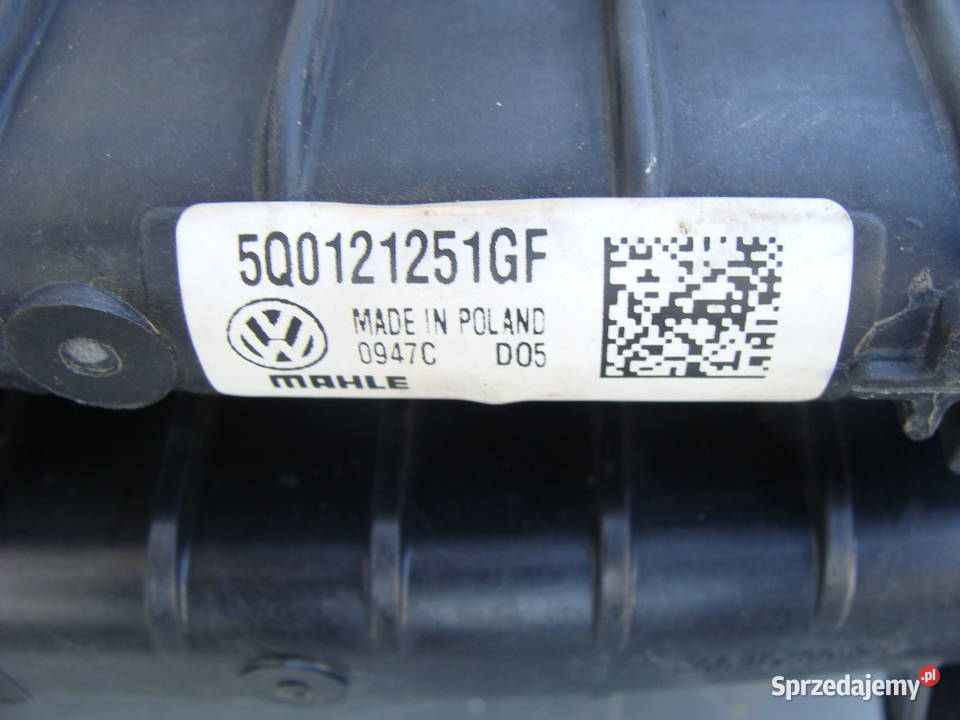 5Q0121251GF
MADE IN POLAND
0947C D05
MAHLE
Sprzedajemy.pl